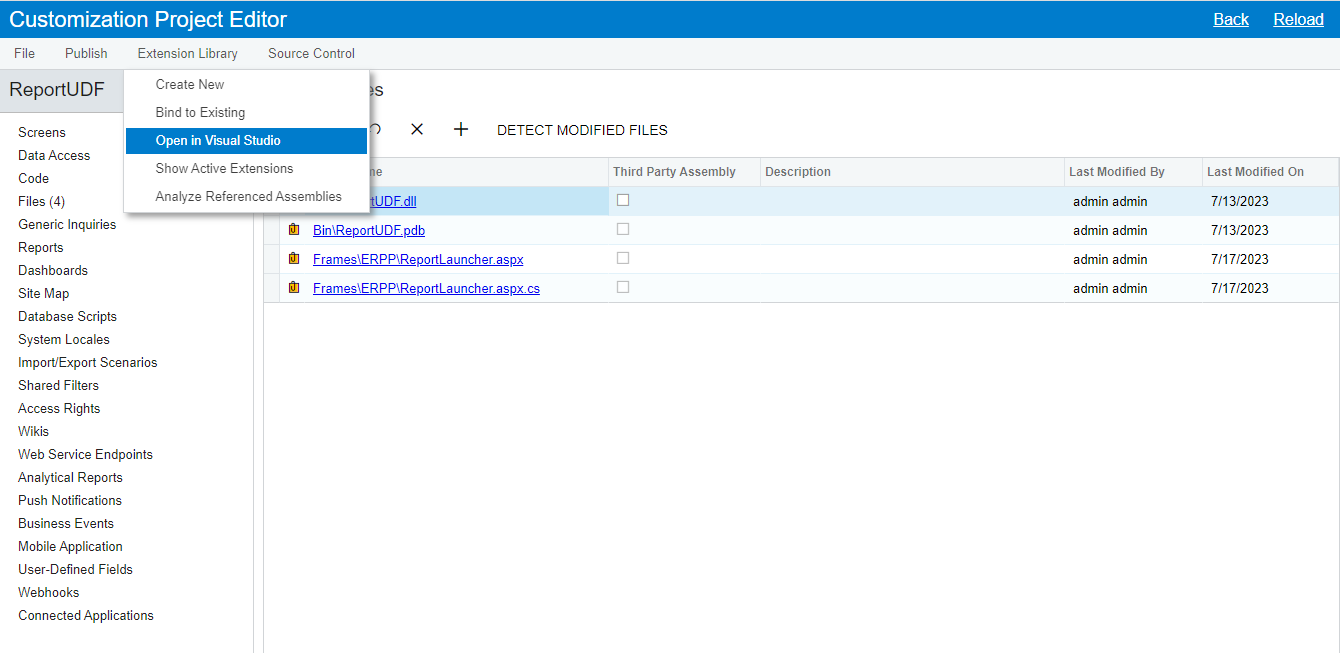 Customization Project Editor
Back Reload
File Publish Extension Library Source Control
ReportUDF
Create New
Bind to Existing
Open in Visual Studio
Show Active Extensions
Analyze Referenced Assemblies
DETECT MODIFIED FILES
Screens
Data Access
Code
Files (4)
Generic Inquiries
Reports
Dashboards
Site Map
Database Scripts
System Locales
Import/Export Scenarios
Shared Filters
Access Rights
Wikis
Web Service Endpoints
Analytical Reports
Push Notifications
Business Events
Mobile Application
User-Defined Fields
Webhooks
Connected Applications
Third Party Assembly Description Last Modified By Last Modified On
tUDF.dll admin admin 7/13/2023
Bin\ReportUDF.pdb admin admin 7/13/2023
Frames\ERPP\ReportLauncher.aspx admin admin 7/17/2023
Frames\ERPP\ReportLauncher.aspx.cs admin admin 7/17/2023